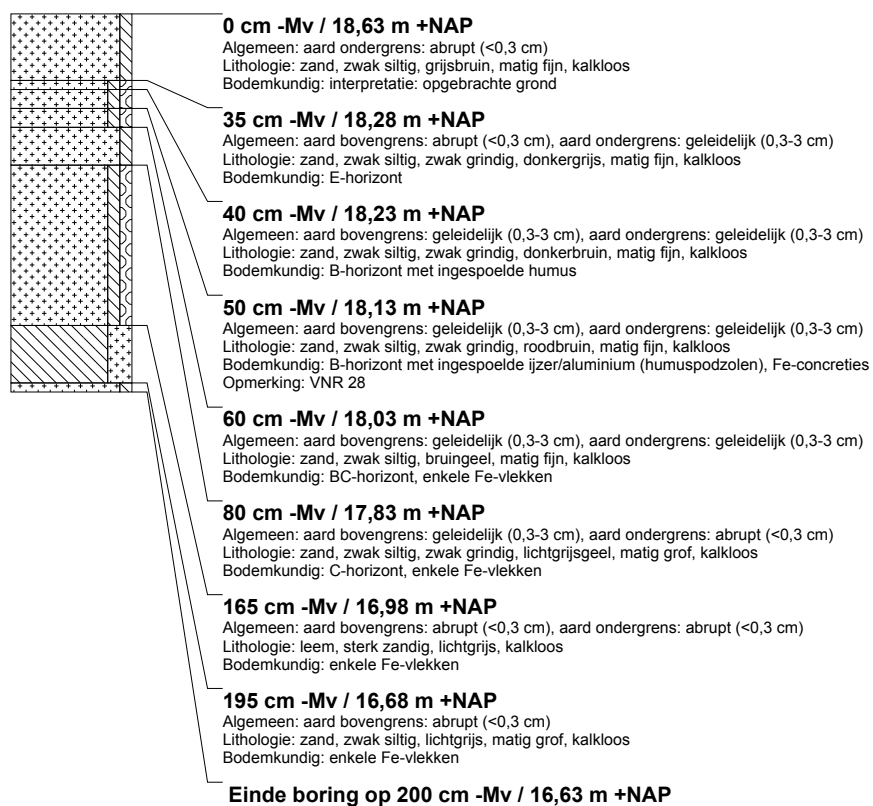 0 cm -Mv / 18,63 m +NAP
Algemeen: aard ondergrens: abrupt (<0,3 cm)
Lithologie: zand, zwak siltig, grijsbruin, matig fijn, kalkloos
Bodemkundig: interpretatie: opgebrachte grond
35 cm -Mv / 18,28 m +NAP
Algemeen: aard bovengrens: abrupt (<0,3 cm), aard ondergrens: geleidelijk (0,3-3 cm)
Lithologie: zand, zwak siltig, zwak grindig, donkergrijs, matig fijn, kalkloos
Bodemkundig: E-horizont
40 cm -Mv / 18,23 m +NAP
Algemeen: aard bovengrens: geleidelijk (0,3-3 cm), aard ondergrens: geleidelijk (0,3-3 cm)
Lithologie: zand, zwak siltig, zwak grindig, donkerbruin, matig fijn, kalkloos
Bodemkundig: B-horizont met ingespoelde humus
50 cm -Mv / 18,13 m +NAP
Algemeen: aard bovengrens: geleidelijk (0,3-3 cm), aard ondergrens: geleidelijk (0,3-3 cm)
Lithologie: zand, zwak siltig, zwak grindig, roodbruin, matig fijn, kalkloos
Bodemkundig: B-horizont met ingespoelde ijzer/aluminium (humuspodzolen), Fe-concreties
Opmerking: VNR 28
60 cm -Mv / 18,03 m +NAP
Algemeen: aard bovengrens: geleidelijk (0,3-3 cm), aard ondergrens: geleidelijk (0,3-3 cm)
Lithologie: zand, zwak siltig, bruingeel, matig fijn, kalkloos
Bodemkundig: BC-horizont, enkele Fe-vlekken
80 cm -Mv / 17,83 m +NAP
Algemeen: aard bovengrens: geleidelijk (0,3-3 cm), aard ondergrens: abrupt (<0,3 cm)
Lithologie: zand, zwak siltig, zwak grindig, lichtgrijsgeel, matig grof, kalkloos
Bodemkundig: C-horizont, enkele Fe-vlekken
165 cm -Mv / 16,98 m +NAP
Algemeen: aard bovengrens: abrupt (<0,3 cm), aard ondergrens: abrupt (<0,3 cm)
Lithologie: leem, sterk zandig, lichtgrijs, kalkloos
Bodemkundig: enkele Fe-vlekken
195 cm -Mv / 16,68 m +NAP
Algemeen: aard bovengrens: abrupt (<0,3 cm)
Lithologie: zand, zwak siltig, lichtgrijs, matig grof, kalkloos
Bodemkundig: enkele Fe-vlekken
Einde boring op 200 cm -Mv / 16,63 m +NAP